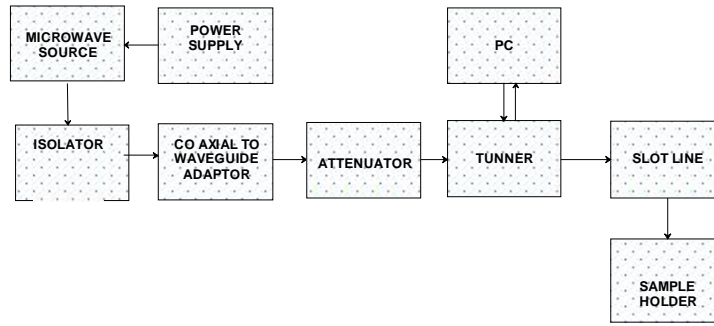 MICROWAVE
SOURCE
POWER
SUPPLY
PC
ISOLATOR
CO AXIAL TO
WAVEGUIDE
ADAPTOR
ATTENUATOR
TUNNER
SLOT LINE
SAMPLE
HOLDER